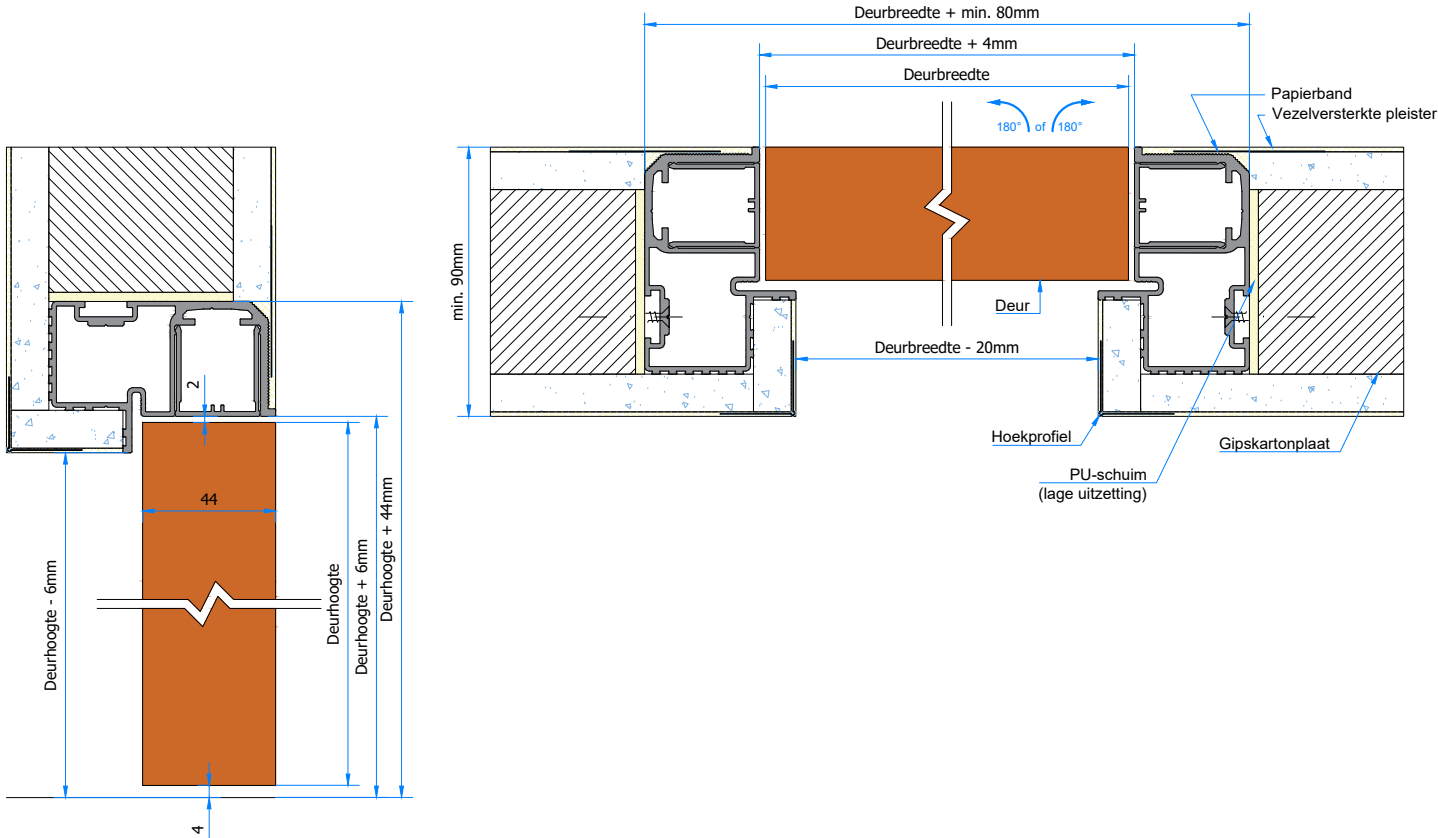 Deurbreedte + min. 80mm
Deurbreedte + 4mm
Deurbreedte
180° of 180°
Papierband
Vezelversterkte pleister
min. 90mm
Deur
Deurbreedte - 20mm
Hoekprofiel
Gipskartonplaat
PU-schuim
(lage uitzetting)
2
44
Deurhoogte - 6mm
Deurhoogte
Deurhoogte + 6mm
Deurhoogte + 44mm
4